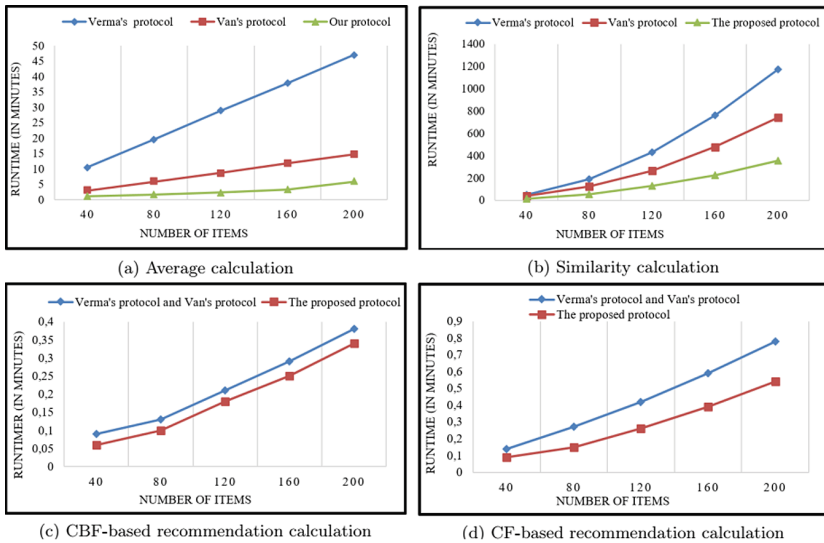 Verma's protocol Van's protocol Our protocol
RUNTIME (IN MINUTES)
50
45
40
35
30
25
20
15
10
5
0
40 80 120 160 200
NUMBER OF ITEMS
(a) Average calculation
Verma's protocol Van's protocol The proposed protocol
RUNTIME (IN MINUTES)
1400
1200
1000
800
600
400
200
0
40 80 120 160 200
NUMBER OF ITEMS
(b) Similarity calculation
Verma's protocol and Van's protocol The proposed protocol
RUNTIMER (IN MINUTES)
0,4
0,35
0,3
0,25
0,2
0,15
0,1
0,05
0
40 80 120 160 200
NUMBER OF ITEMS
(c) CBF-based recommendation calculation
Verma's protocol and Van's protocol
The proposed protocol
RUNTIME (IN MINUTES)
0,9
0,8
0,7
0,6
0,5
0,4
0,3
0,2
0,1
0
40 80 120 160 200
NUMBER OF ITEMS
(d) CF-based recommendation calculation